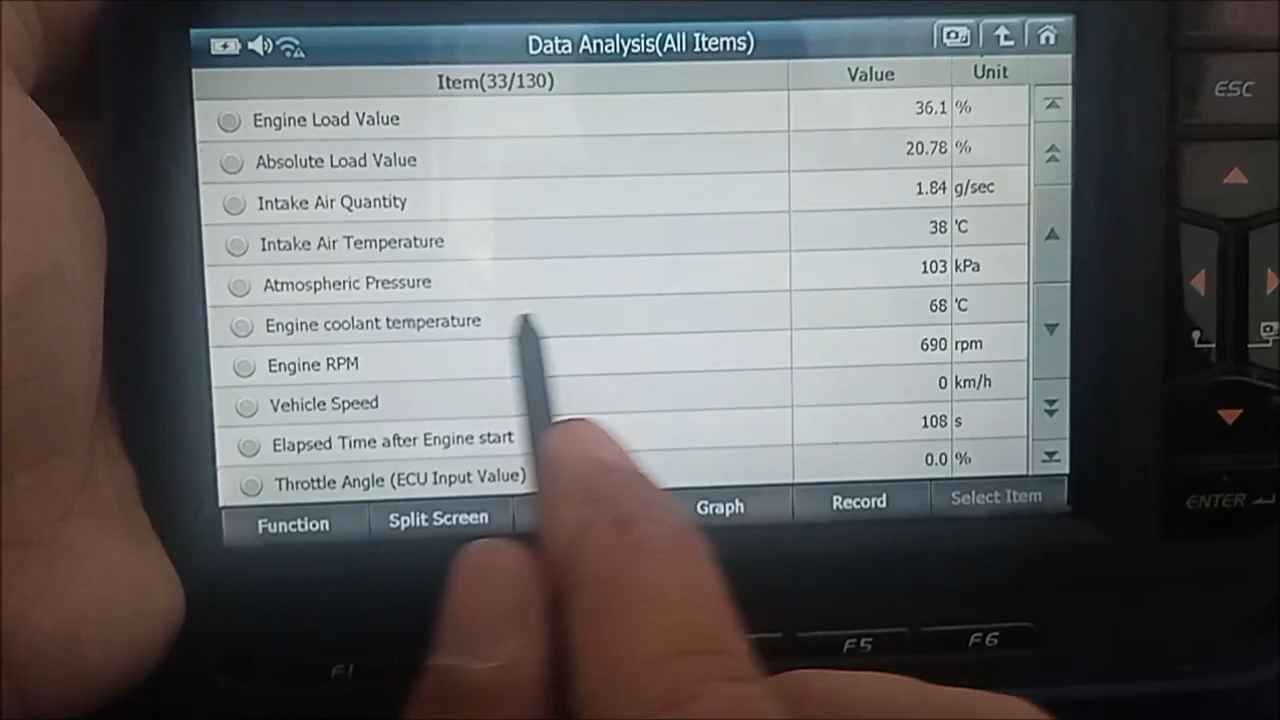 Data Analysis(All Items)
Item(33/130) Value Unit
Engine Load Value 36.1 %
Absolute Load Value 20.78 %
Intake Air Quantity 1.84 g/sec
Intake Air Temperature 38 'C
Atmospheric Pressure 103 kPa
Engine coolant temperature 68 'C
Engine RPM 690 rpm
Vehicle Speed 0 km/h
Elapsed Time after Engine start 108 s
Throttle Angle (ECU Input Value) 0.0 %
Function Split Screen Graph Record Select Item
ESC
ENTER
F1 F5 F6